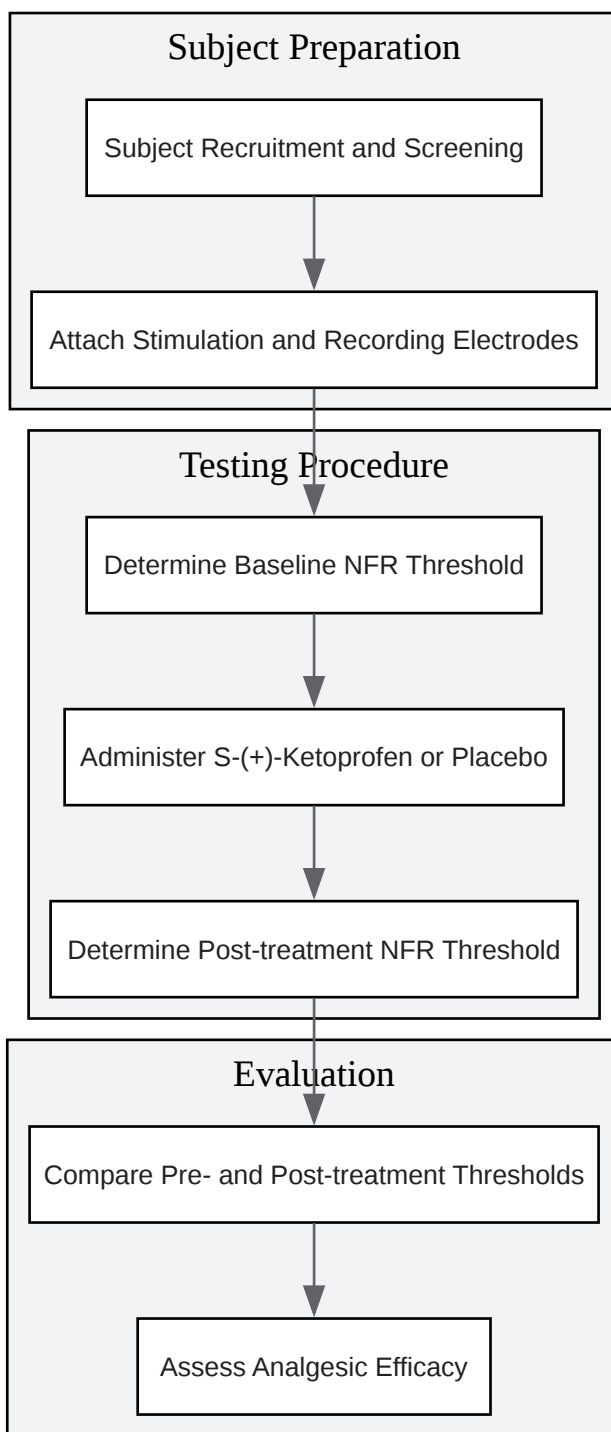 Subject Preparation
Subject Recruitment and Screening
Attach Stimulation and Recording Electrodes
Testing Procedure
Determine Baseline NFR Threshold
Administer S-(+)-Ketoprofen or Placebo
Determine Post-treatment NFR Threshold
Evaluation
Compare Pre- and Post-treatment Thresholds
Assess Analgesic Efficacy